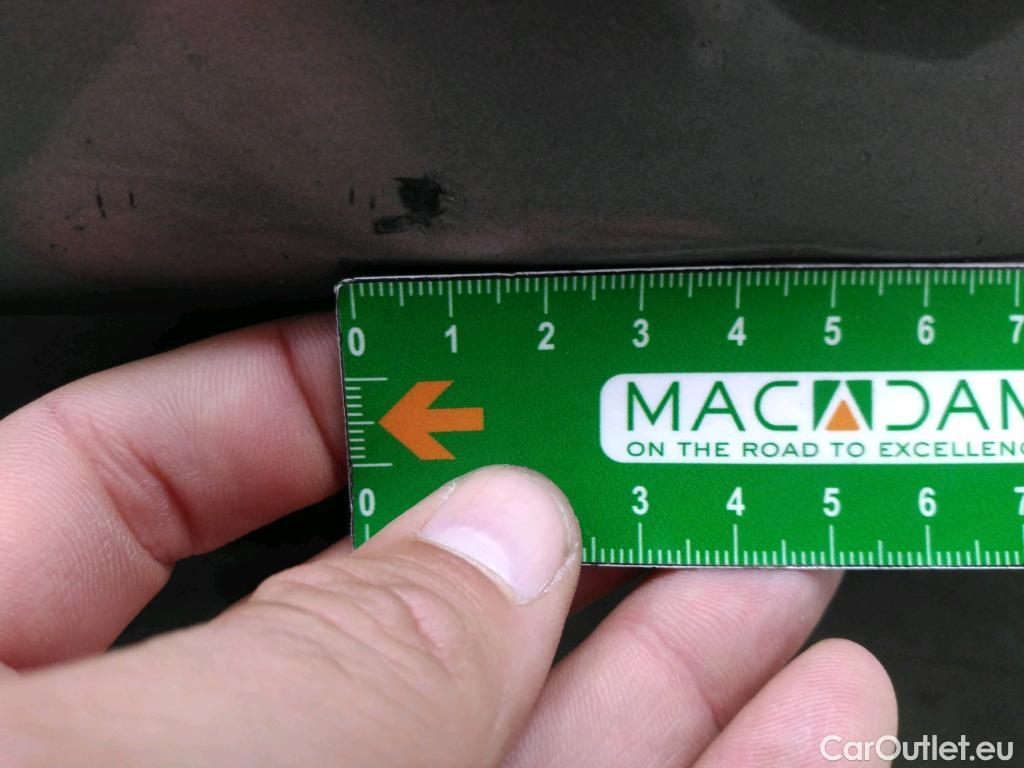 0 1 2 3 4 5 6 7
MACADAM
ON THE ROAD TO EXCELLENC
0 3 4 5 6 7
CarOutlet.eu